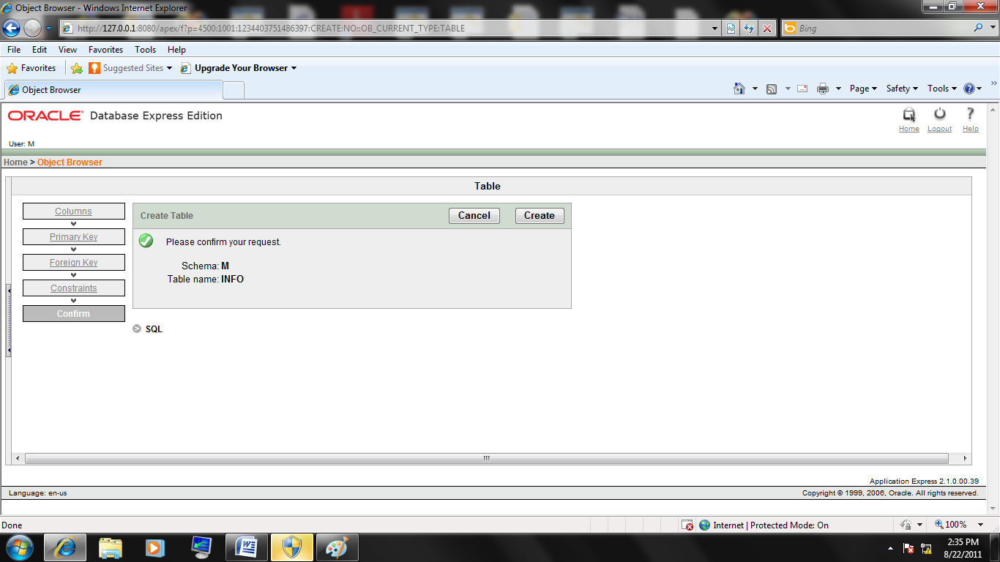 Object Browser - Windows Internet Explorer
http://127.0.0.1:8080/apex/f?p=4500:1001:1234403751486397:CREATE:NO::OB_CURRENT_TYPE:TABLE
Bing
File Edit View Favorites Tools Help
Favorites Suggested Sites Upgrade Your Browser
Object Browser
Page Safety Tools
ORACLE Database Express Edition
Home Logout Help
User: M
Home > Object Browser
Table
Columns
Primary Key
Foreign Key
Constraints
Confirm
Create Table Cancel Create
Please confirm your request.
Schema: M
Table name: INFO
SQL
Application Express 2.1.0.00.39
Language: en-us Copyright © 1999, 2006, Oracle. All rights reserved.
Done Internet | Protected Mode: On 100%
2:35 PM
8/22/2011